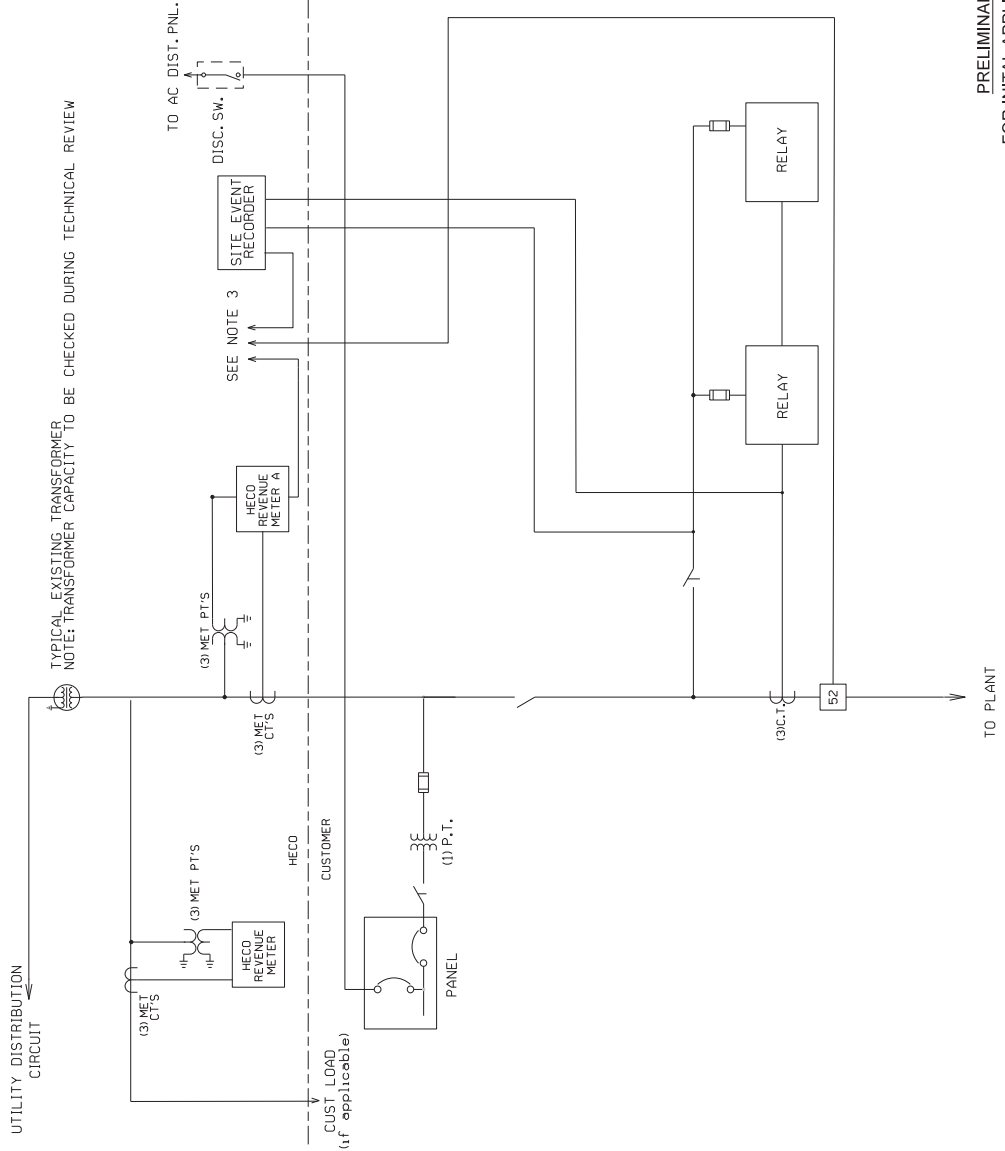 UTILITY DISTRIBUTION
CIRCUIT
TYPICAL EXISTING TRANSFORMER
NOTE: TRANSFORMER CAPACITY TO BE CHECKED DURING TECHNICAL REVIEW
(3) MET
CT'S
(3) MET PT'S
HECO
REVENUE
METER
(3) MET PT'S
(3) MET
CT'S
HECO
REVENUE
METER A
SEE NOTE 3
SITE EVENT
RECORDER
DISC. SW.
TO AC DIST. PNL.
HECO
CUSTOMER
CUST LOAD
(if applicable)
PANEL
(1) P.T.
RELAY
RELAY
(3)C.T.
52
TO PLANT